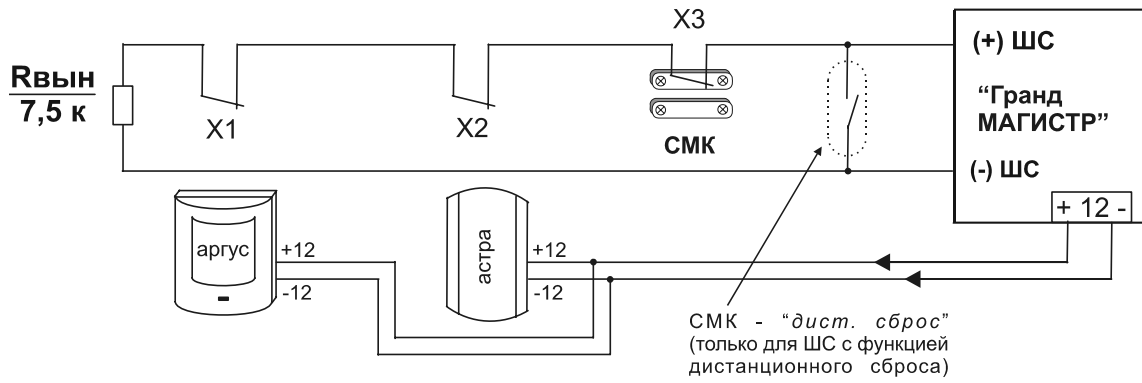 X3
(+) ШС
Rвын
7,5 к
X1
X2
СМК
“Гранд
МАГИСТР”
(-) ШС
+ 12 -
аргус
+12
-12
астра
+12
-12
СМК - “дист. сброс”
(только для ШС с функцией
дистанционного сброса)